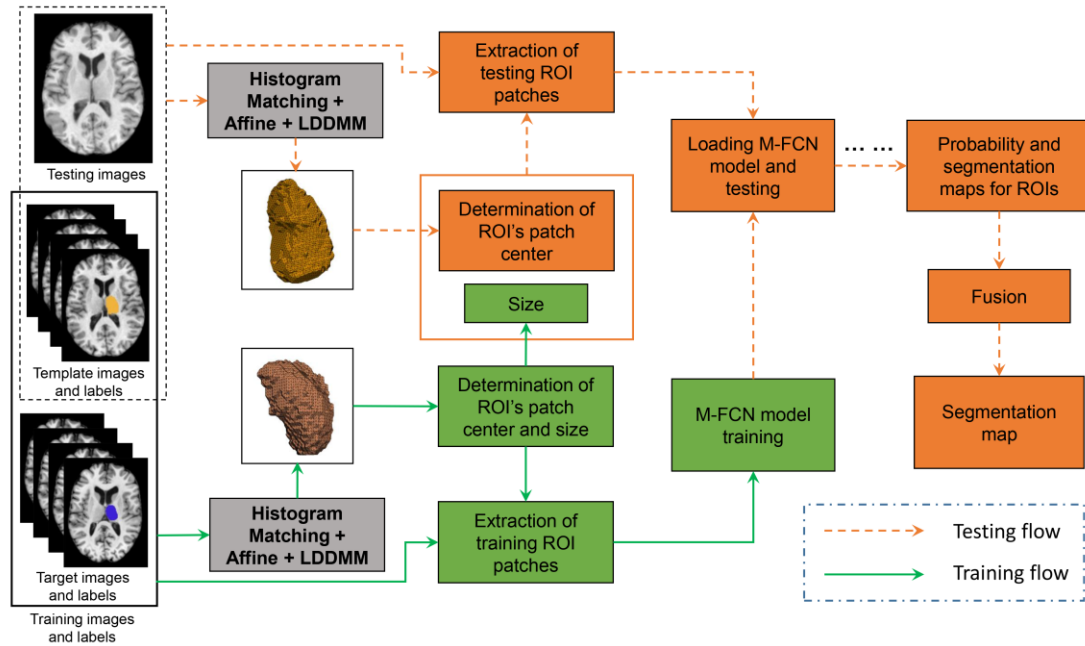 Testing images
Template images
and labels
Target images
and labels
Training images
and labels
Histogram
Matching +
Affine + LDDMM
Histogram
Matching +
Affine + LDDMM
Extraction of
testing ROI
patches
Determination of
ROI's patch
center
Size
Determination of
ROI's patch
center and size
Extraction of
training ROI
patches
Loading M-FCN
model and
testing
M-FCN model
training
... ...
Probability and
segmentation
maps for ROIs
Fusion
Segmentation
map
Testing flow
Training flow